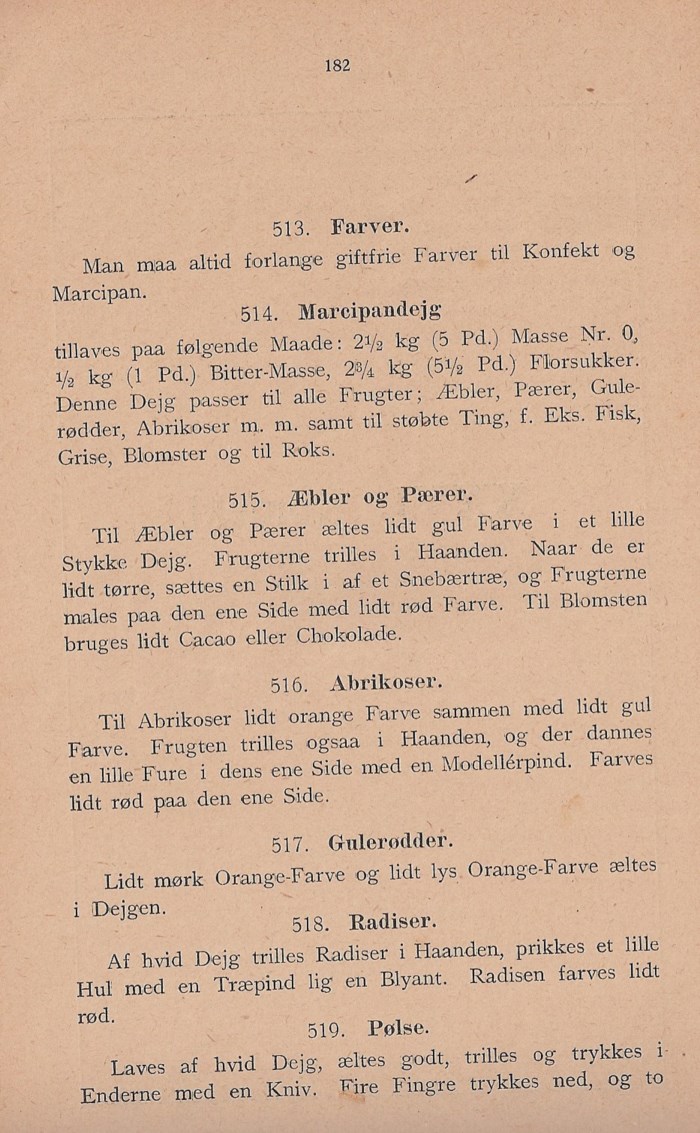 182
513. Farver.
Man maa altid forlange giftfrie Farver til Konfekt og
Marcipan.
514. Marcipandejg
tillaves paa følgende Maade: 2½ kg (5 Pd.) Masse Nr. 0,
½ kg (1 Pd.) Bitter-Masse, 2¾ kg (5½ Pd.) Florsukker.
Denne Dejg passer til alle Frugter; Æbler, Pærer, Gule-
rødder, Abrikoser m. m. samt til støbte Ting, f. Eks. Fisk,
Grise, Blomster og til Roks.
515. Æbler og Pærer.
Til Æbler og Pærer æltes lidt gul Farve i et lille
Stykke Dejg. Frugterne trilles i Haanden. Naar de er
lidt tørre, sættes en Stilk i af et Snebærtræ, og Frugterne
males paa den ene Side med lidt rød Farve. Til Blomsten
bruges lidt Cacao eller Chokolade.
516. Abrikoser.
Til Abrikoser lidt orange Farve sammen med lidt gul
Farve. Frugten trilles ogsaa i Haanden, og der dannes
en lille Fure i dens ene Side med en Modellérpind. Farves
lidt rød paa den ene Side.
517. Gulerødder.
Lidt mørk Orange-Farve og lidt lys Orange-Farve æltes
i Dejgen.
518. Radiser.
Af hvid Dejg trilles Radiser i Haanden, prikkes et lille
Hul med en Træpind lig en Blyant. Radisen farves lidt
rød.
519. Pølse.
Laves af hvid Dejg, æltes godt, trilles og trykkes i
Enderne med en Kniv. Fire Fingre trykkes ned, og to